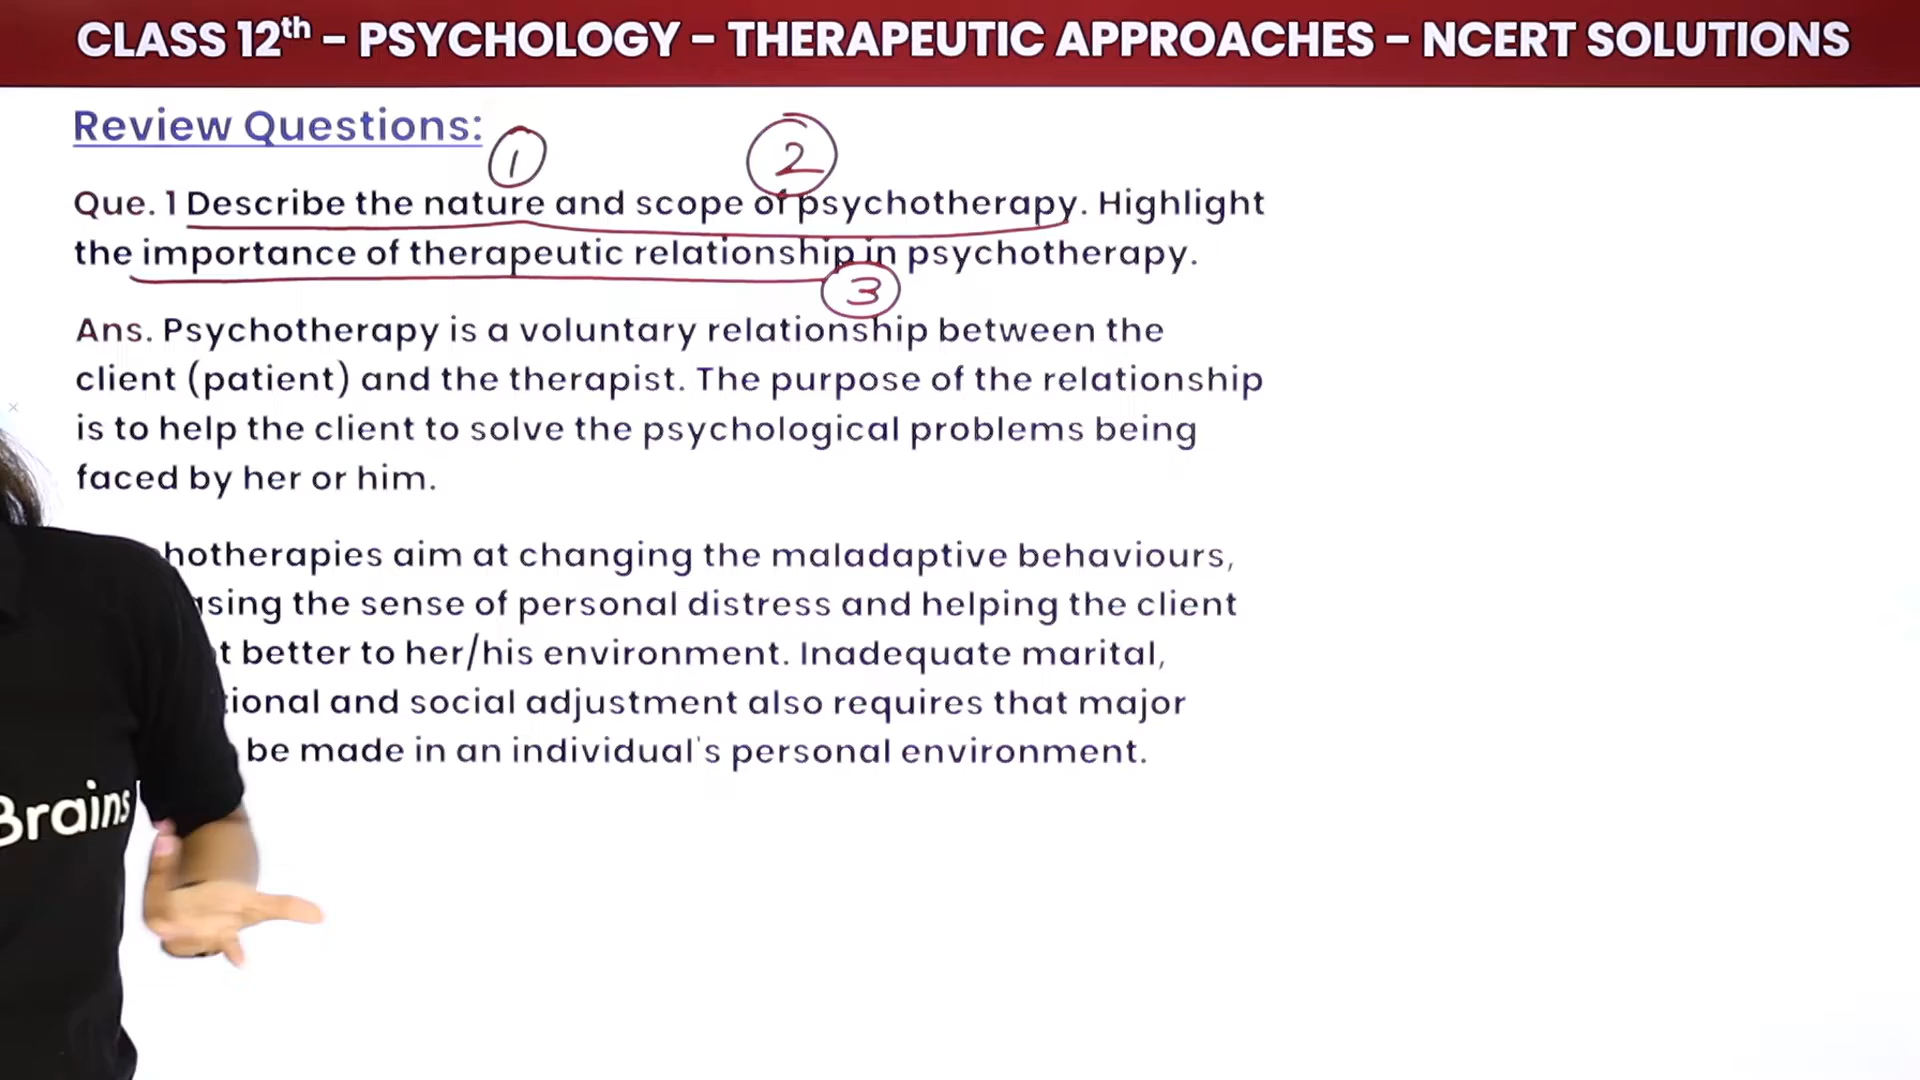 CLASS 12th – PSYCHOLOGY – THERAPEUTIC APPROACHES – NCERT SOLUTIONS
Review Questions:
1 2
Que. 1 Describe the nature and scope of psychotherapy. Highlight
the importance of therapeutic relationship in psychotherapy.
3
Ans. Psychotherapy is a voluntary relationship between the
client (patient) and the therapist. The purpose of the relationship
is to help the client to solve the psychological problems being
faced by her or him.
hotherapies aim at changing the maladaptive behaviours,
sing the sense of personal distress and helping the client
t better to her/his environment. Inadequate marital,
ional and social adjustment also requires that major
be made in an individual's personal environment.
Brains